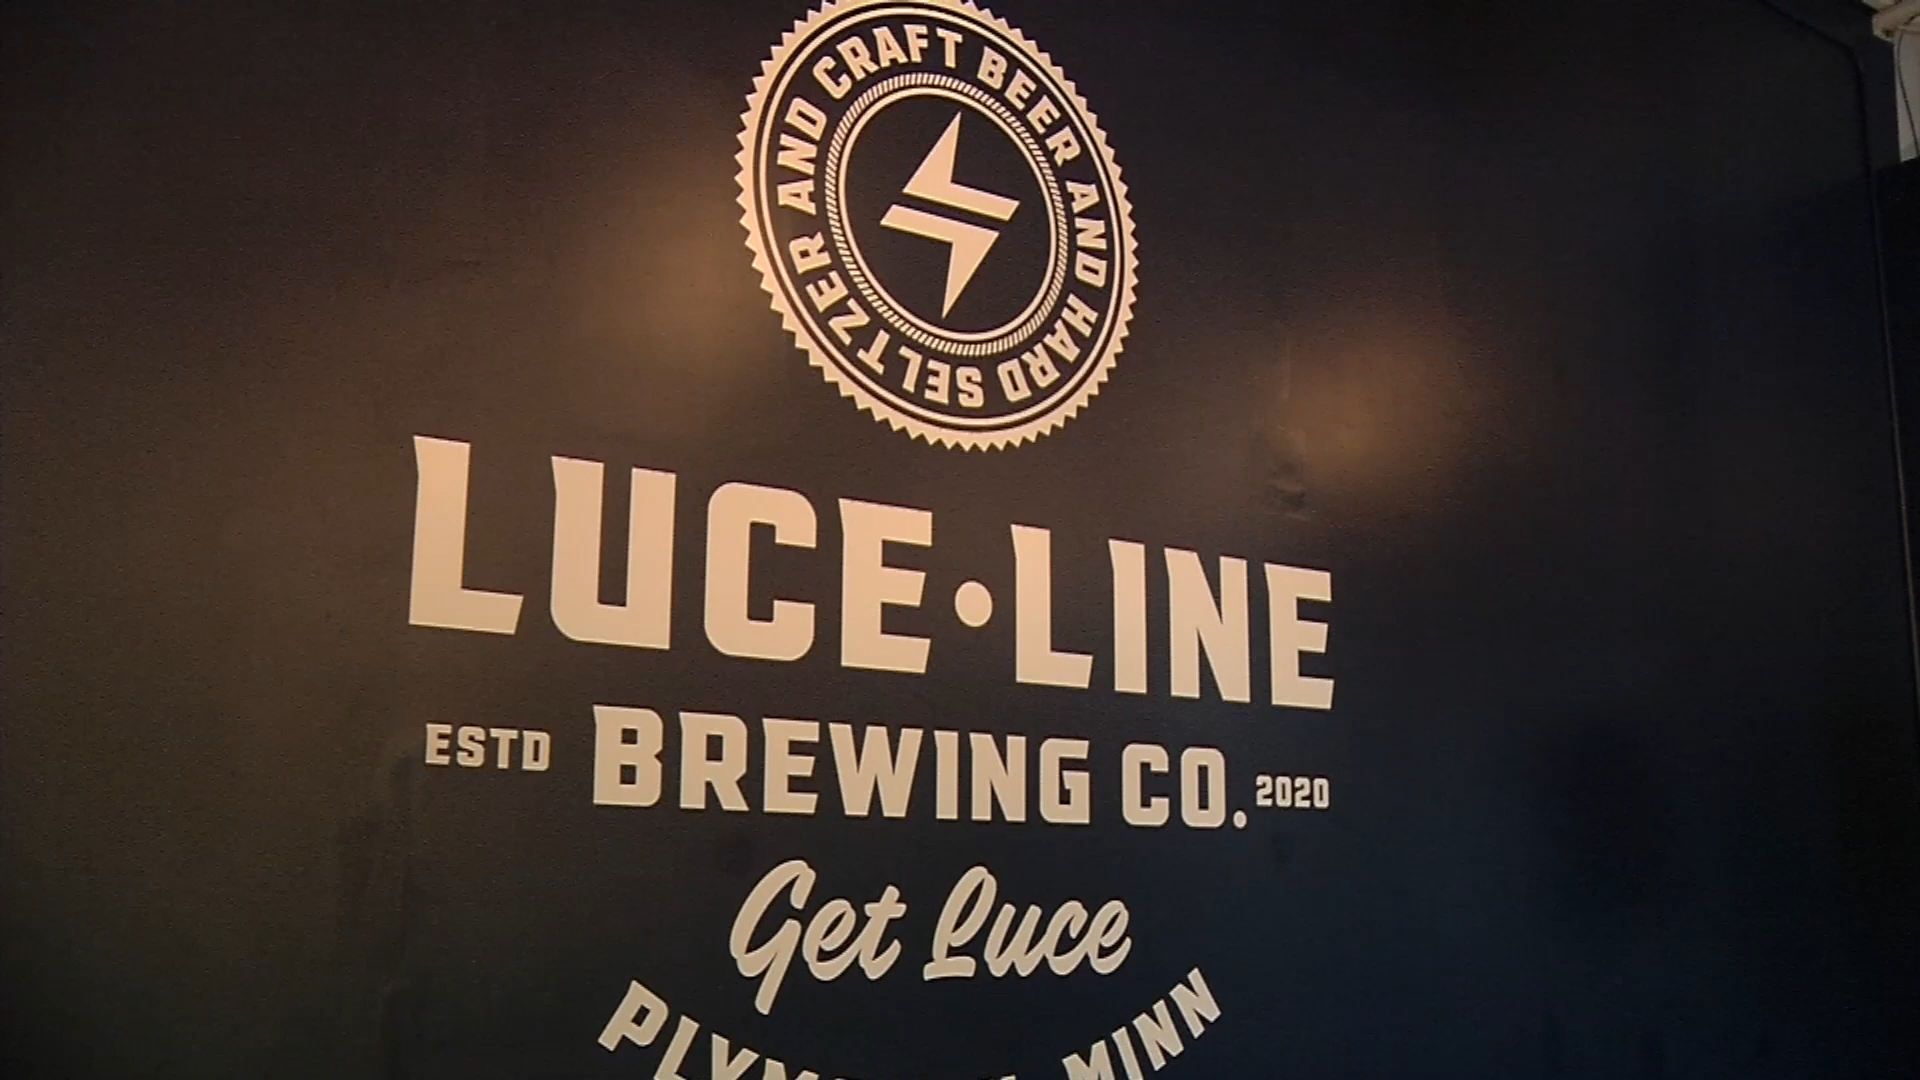 CRAFT BEER AND HARD SELTZER AND
LUCE•LINE
ESTD BREWING CO. 2020
Get Luce
MINN